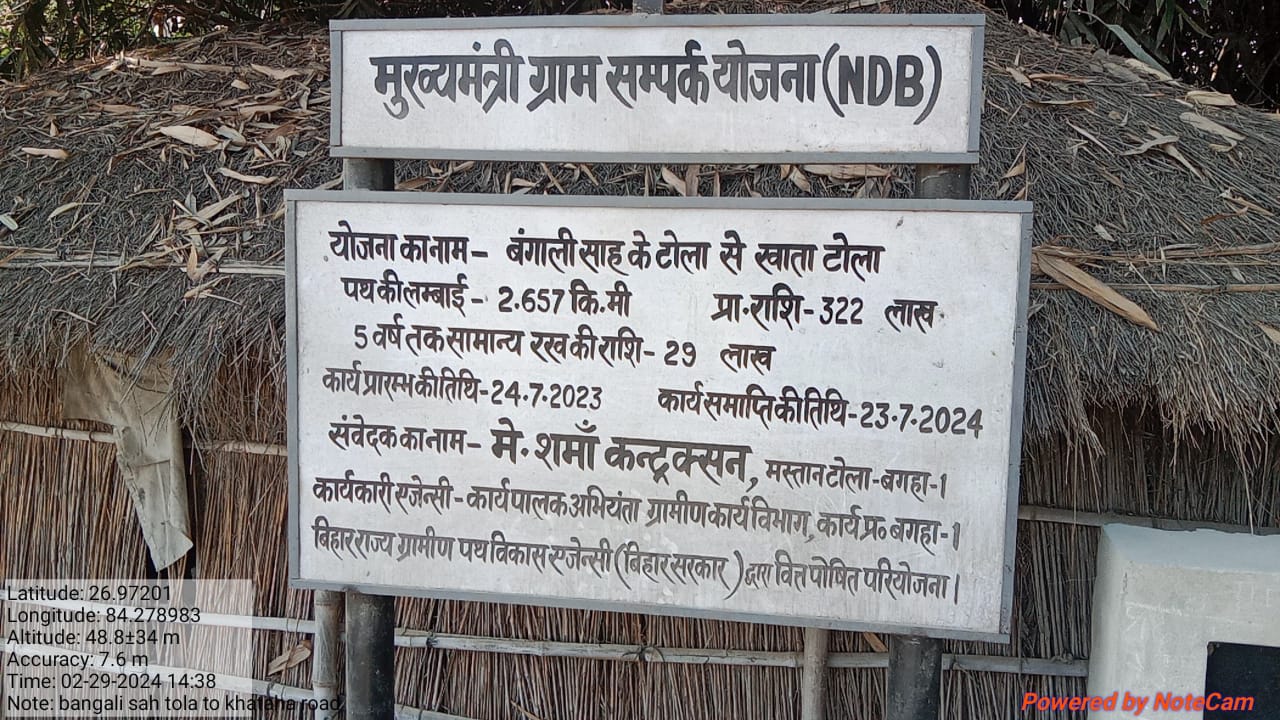 मुख्यमंत्री ग्राम सम्पर्क योजना (NDB)
योजना का नाम - बंगाली साह के टोला से खाता टोला
पथ की लम्बाई - 2.657 कि.मी प्रा. राशि - 322 लाख
5 वर्ष तक सामान्य रख की राशि - 29 लाख
कार्य प्रारम्भ की तिथि - 24.7.2023 कार्य समाप्ति की तिथि - 23.7.2024
संवेदक का नाम - मे. शर्मां कन्ट्रक्सन, मस्तान टोला - बगहा-1
कार्यकारी एजेन्सी - कार्यपालक अभियंता ग्रामीण कार्य विभाग, कार्य प्र० बगहा-1
बिहार राज्य ग्रामीण पथ विकास एजेन्सी (बिहार सरकार) द्वारा वित्त पोषित परियोजना।
Latitude: 26.97201
Longitude: 84.278983
Altitude: 48.8±34 m
Accuracy: 7.6 m
Time: 02-29-2024 14:38
Note: bangali sah tola to khataha road
Powered by NoteCam